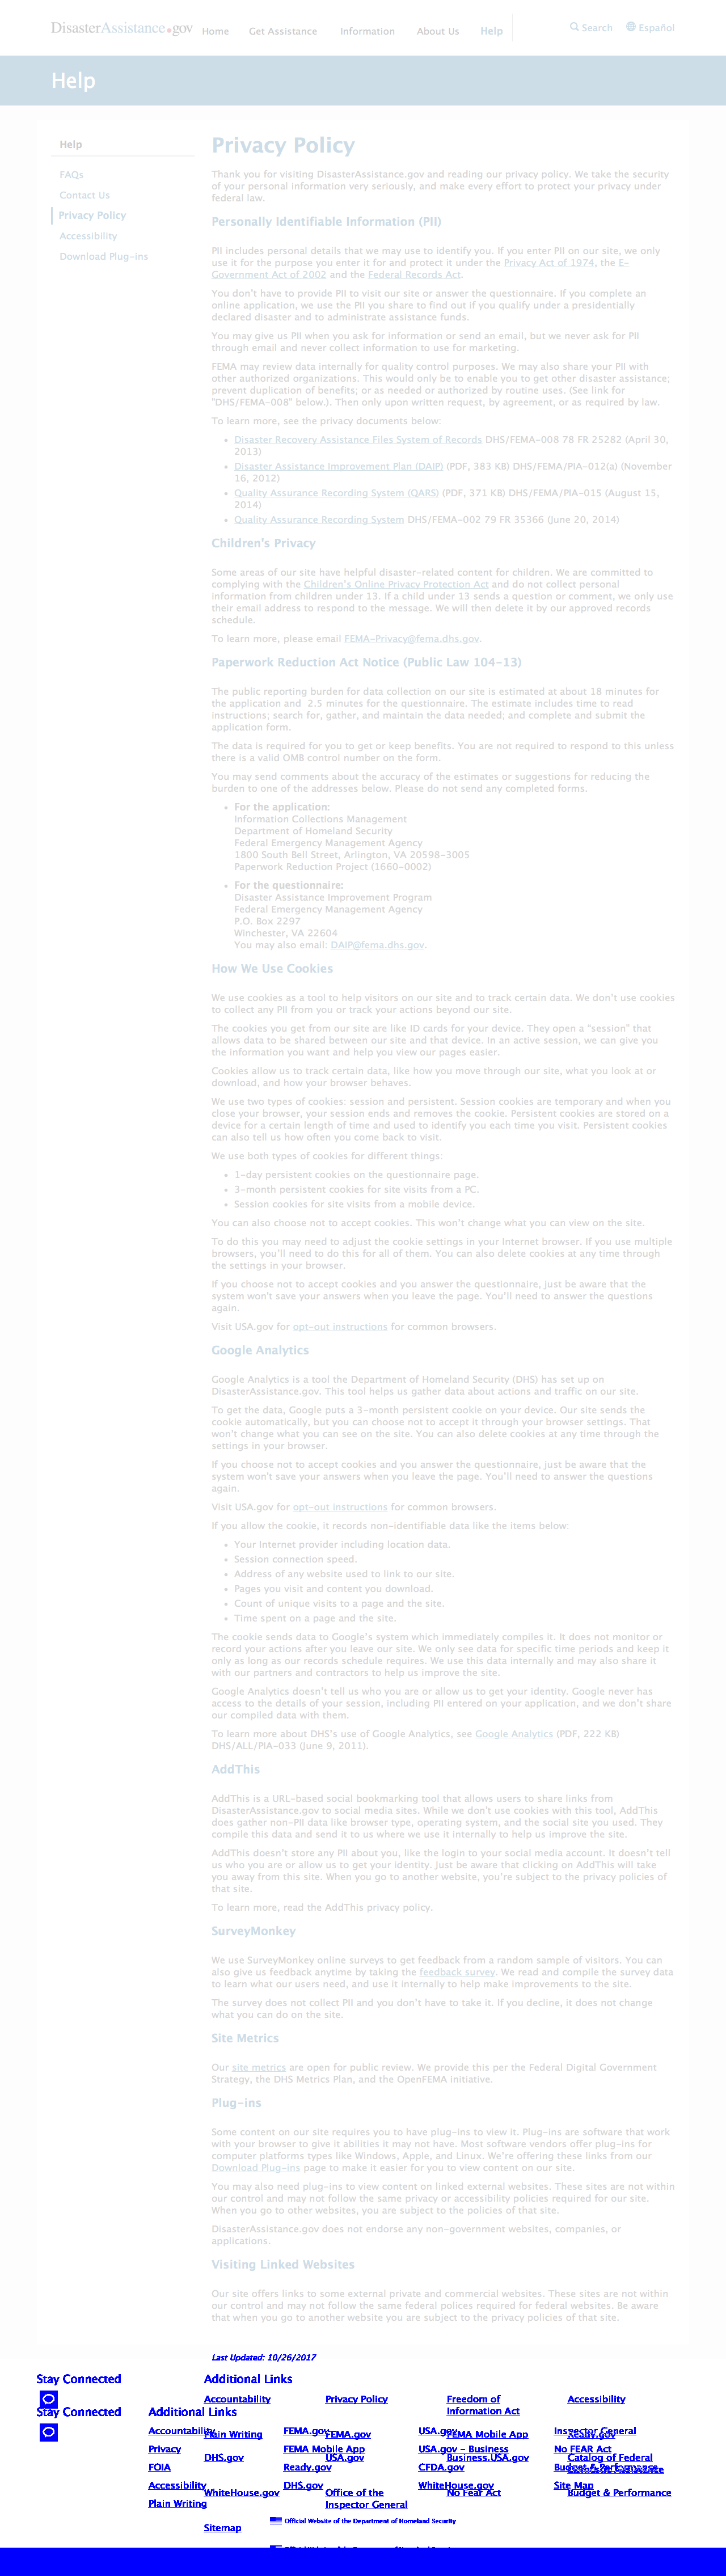 DisasterAssistance.gov Home Get Assistance Information About Us Help Search Español
Help
Help
FAQs
Contact Us
Privacy Policy
Accessibility
Download Plug-ins
Privacy Policy
Thank you for visiting DisasterAssistance.gov and reading our privacy policy. We take the security
of your personal information very seriously, and make every effort to protect your privacy under
federal law.
Personally Identifiable Information (PII)
PII includes personal details that we may use to identify you. If you enter PII on our site, we only
use it for the purpose you enter it for and protect it under the Privacy Act of 1974, the E-
Government Act of 2002 and the Federal Records Act.
You don't have to provide PII to visit our site or answer the questionnaire. If you complete an
online application, we use the PII you share to find out if you qualify under a presidentially
declared disaster and to administrate assistance funds.
You may give us PII when you ask for information or send an email, but we never ask for PII
through email and never collect information to use for marketing.
FEMA may review data internally for quality control purposes. We may also share your PII with
other authorized organizations. This would only be to enable you to get other disaster assistance;
prevent duplication of benefits; or as needed or authorized by routine uses. (See link for
"DHS/FEMA-008" below.). Then only upon written request, by agreement, or as required by law.
To learn more, see the privacy documents below:
• Disaster Recovery Assistance Files System of Records DHS/FEMA-008 78 FR 25282 (April 30,
2013)
• Disaster Assistance Improvement Plan (DAIP) (PDF, 383 KB) DHS/FEMA/PIA-012(a) (November
16, 2012)
• Quality Assurance Recording System (QARS) (PDF, 371 KB) DHS/FEMA/PIA-015 (August 15,
2014)
• Quality Assurance Recording System DHS/FEMA-002 79 FR 35366 (June 20, 2014)
Children's Privacy
Some areas of our site have helpful disaster-related content for children. We are committed to
complying with the Children's Online Privacy Protection Act and do not collect personal
information from children under 13. If a child under 13 sends a question or comment, we only use
their email address to respond to the message. We will then delete it by our approved records
schedule.
To learn more, please email FEMA-Privacy@fema.dhs.gov.
Paperwork Reduction Act Notice (Public Law 104-13)
The public reporting burden for data collection on our site is estimated at about 18 minutes for
the application and 2.5 minutes for the questionnaire. The estimate includes time to read
instructions; search for, gather, and maintain the data needed; and complete and submit the
application form.
The data is required for you to get or keep benefits. You are not required to respond to this unless
there is a valid OMB control number on the form.
You may send comments about the accuracy of the estimates or suggestions for reducing the
burden to one of the addresses below. Please do not send any completed forms.
• For the application:
Information Collections Management
Department of Homeland Security
Federal Emergency Management Agency
1800 South Bell Street, Arlington, VA 20598-3005
Paperwork Reduction Project (1660-0002)
• For the questionnaire:
Disaster Assistance Improvement Program
Federal Emergency Management Agency
P.O. Box 2297
Winchester, VA 22604
You may also email: DAIP@fema.dhs.gov.
How We Use Cookies
We use cookies as a tool to help visitors on our site and to track certain data. We don't use cookies
to collect any PII from you or track your actions beyond our site.
The cookies you get from our site are like ID cards for your device. They open a "session" that
allows data to be shared between our site and that device. In an active session, we can give you
the information you want and help you view our pages easier.
Cookies allow us to track certain data, like how you move through our site, what you look at or
download, and how your browser behaves.
We use two types of cookies: session and persistent. Session cookies are temporary and when you
close your browser, your session ends and removes the cookie. Persistent cookies are stored on a
device for a certain length of time and used to identify you each time you visit. Persistent cookies
can also tell us how often you come back to visit.
We use both types of cookies for different things:
• 1-day persistent cookies on the questionnaire page.
• 3-month persistent cookies for site visits from a PC.
• Session cookies for site visits from a mobile device.
You can also choose not to accept cookies. This won't change what you can view on the site.
To do this you may need to adjust the cookie settings in your Internet browser. If you use multiple
browsers, you'll need to do this for all of them. You can also delete cookies at any time through
the settings in your browser.
If you choose not to accept cookies and you answer the questionnaire, just be aware that the
system won't save your answers when you leave the page. You'll need to answer the questions
again.
Visit USA.gov for opt-out instructions for common browsers.
Google Analytics
Google Analytics is a tool the Department of Homeland Security (DHS) has set up on
DisasterAssistance.gov. This tool helps us gather data about actions and traffic on our site.
To get the data, Google puts a 3-month persistent cookie on your device. Our site sends the
cookie automatically, but you can choose not to accept it through your browser settings. That
won't change what you can see on the site. You can delete cookies at any time through the
settings in your browser.
If you choose not to accept cookies and you answer the questionnaire, just be aware that the
system won't save your answers when you leave the page. You'll need to answer the questions
again.
Visit USA.gov for opt-out instructions for common browsers.
If you allow the cookie, it records non-identifiable data like the items below:
• Your Internet provider including location data.
• Session connection speed.
• Address of any website used to link to our site.
• Pages you visit and content you download.
• Count of unique visits to a page and the site.
• Time spent on a page and the site.
The cookie sends data to Google's system which immediately compiles it. It does not monitor or
record your actions after you leave our site. We only see data for specific time periods and keep it
only as long as our records schedule requires. We use this data internally and may also share it
with our partners and contractors to help us improve the site.
Google Analytics doesn't tell us who you are or allow us to get your identity. Google never has
access to the details of your session, including PII entered on your application, and we don't share
our compiled data with them.
To learn more about DHS's use of Google Analytics, see Google Analytics (PDF, 222 KB)
DHS/ALL/PIA-033 (June 9, 2011).
AddThis
AddThis is a URL-based social bookmarking tool that allows users to share links from
DisasterAssistance.gov to social media sites. While we don't use cookies with this tool, AddThis
does gather non-PII data like browser type, operating system, and the social site you used. They
compile this data and send it to us where we use it internally to help us improve the site.
AddThis doesn't store any PII about you, like the login to your social media account. It doesn't tell
us who you are or allow us to get your identity. Just be aware that clicking on AddThis will take
you away from this site. When you go to another website, you're subject to the privacy policies of
that site.
To learn more, read the AddThis privacy policy.
SurveyMonkey
We use SurveyMonkey online surveys to get feedback from a random sample of visitors. You can
also give us feedback anytime by taking the feedback survey. We read and compile the survey data
to learn what our users need, and use it internally to help make improvements to the site.
The survey does not collect PII and you don't have to take it. If you decline, it does not change
what you can do on the site.
Site Metrics
Our site metrics are open for public review. We provide this per the Federal Digital Government
Strategy, the DHS Metrics Plan, and the OpenFEMA initiative.
Plug-ins
Some content on our site requires you to have plug-ins to view it. Plug-ins are software that work
with your browser to give it abilities it may not have. Most software vendors offer plug-ins for
computer platforms types like Windows, Apple, and Linux. We're offering these links from our
Download Plug-ins page to make it easier for you to view content on our site.
You may also need plug-ins to view content on linked external websites. These sites are not within
our control and may not follow the same privacy or accessibility policies required for our site.
When you go to other websites, you are subject to the policies of that site.
DisasterAssistance.gov does not endorse any non-government websites, companies, or
applications.
Visiting Linked Websites
Our site offers links to some external private and commercial websites. These sites are not within
our control and may not follow the same federal polices required for federal websites. Be aware
that when you go to another website you are subject to the privacy policies of that site.
Last Updated: 10/26/2017
Stay Connected Additional Links
Accountability Privacy Policy Freedom of Information Act Accessibility
Plain Writing FEMA.gov FEMA Mobile App Ready.gov
DHS.gov USA.gov Business.USA.gov Catalog of Federal Domestic Assistance
WhiteHouse.gov Office of the Inspector General No Fear Act Budget & Performance
Sitemap
Stay Connected Additional Links
Accountability FEMA.gov USA.gov Inspector General
Privacy FEMA Mobile App USA.gov - Business No FEAR Act
FOIA Ready.gov CFDA.gov Budget & Performance
Accessibility DHS.gov WhiteHouse.gov Site Map
Plain Writing
Official Website of the Department of Homeland Security